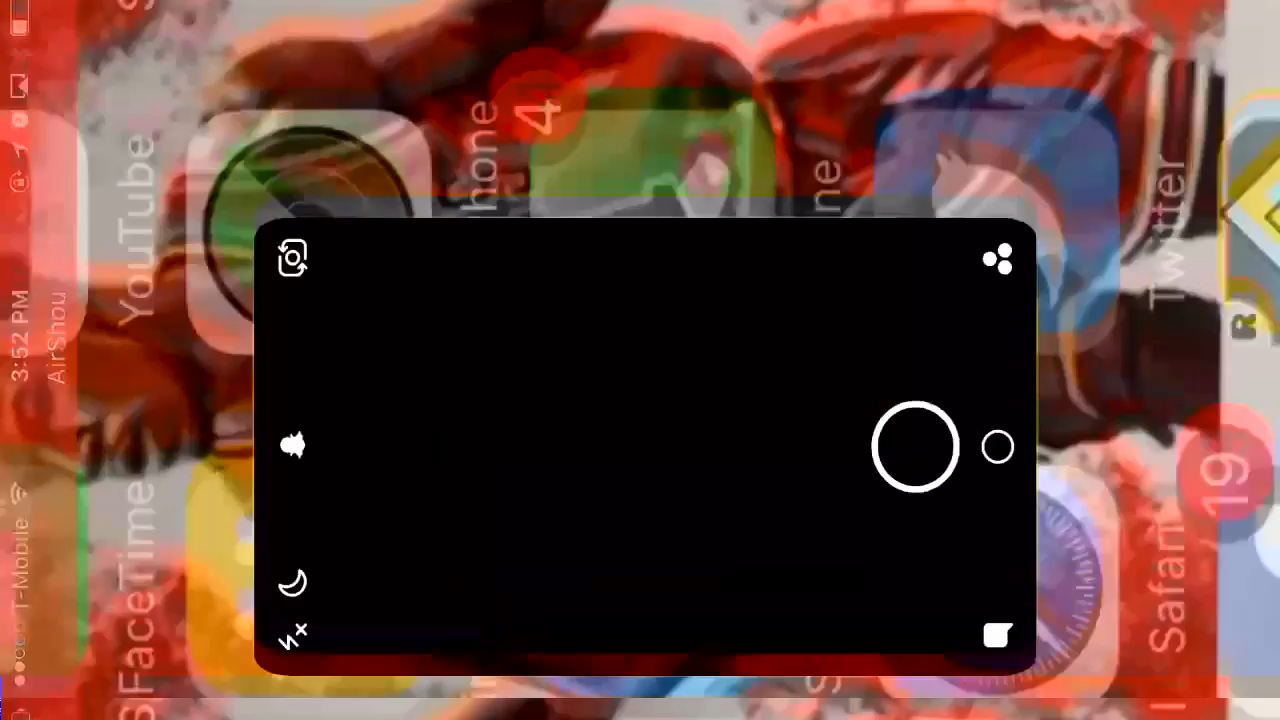 T-Mobile
3:52 PM
AirShou
FaceTime
YouTube
hone
4
ne
Safari
19
Twitter
R